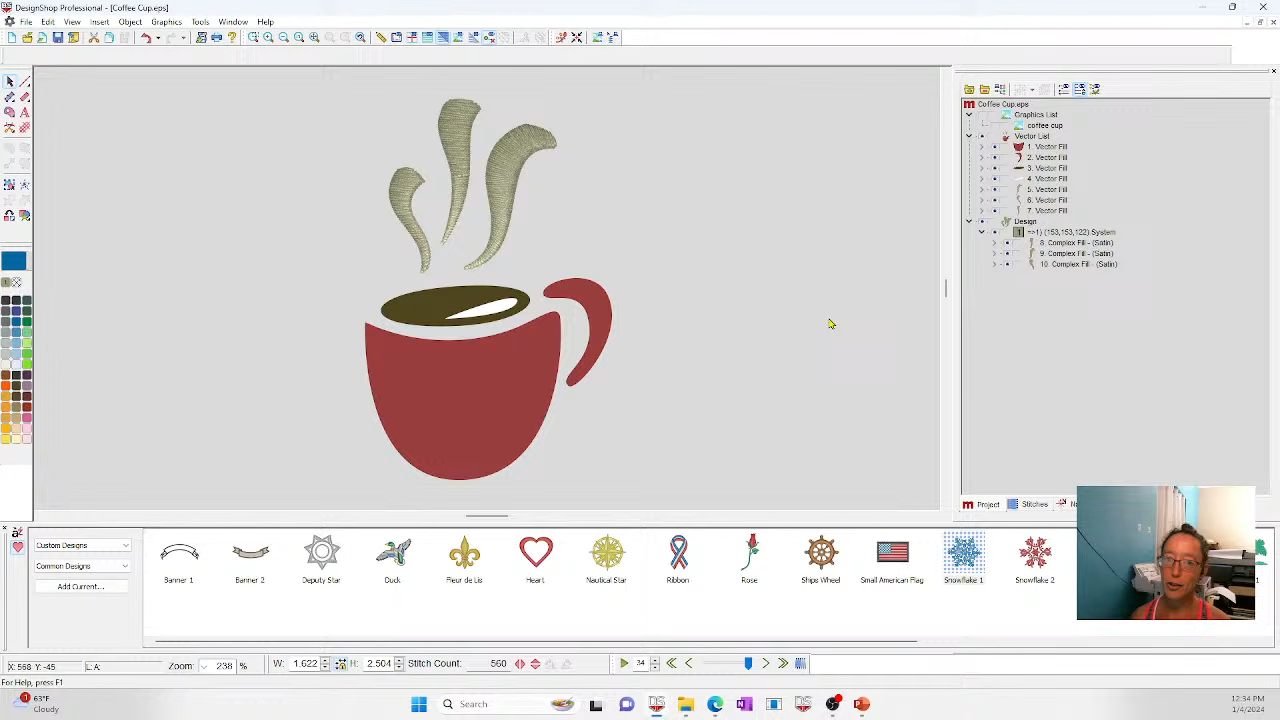 DesignShop Professional - [Coffee Cup.eps]
File Edit View Insert Object Graphics Tools Window Help
Coffee Cup.eps
Graphics List
coffee cup
Vector List
1. Vector Fill
2. Vector Fill
3. Vector Fill
4. Vector Fill
5. Vector Fill
6. Vector Fill
7. Vector Fill
Design
1 =>1) (153,153,122) System
8. Complex Fill - (Satin)
9. Complex Fill - (Satin)
10. Complex Fill - (Satin)
Project Stitches
Custom Designs
Common Designs
Add Current...
Banner 1 Banner 2 Deputy Star Duck Fleur de Lis Heart Nautical Star Ribbon Rose Ships Wheel Small American Flag Snowflake 1 Snowflake 2
X: 568, Y: -45 L: A: Zoom: 238 % W: 1.622 H: 2.504 Stitch Count: 560 34
For Help, press F1
63°F
Cloudy
Search
12:34 PM
1/4/2024